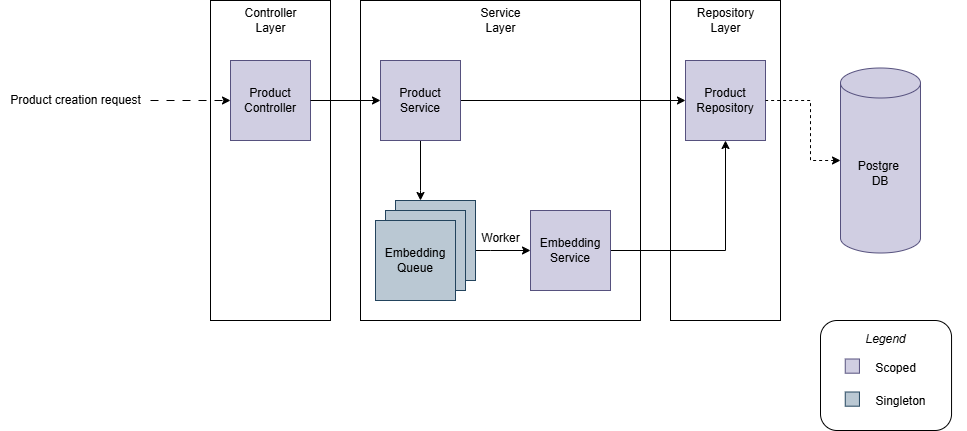 Controller
Layer
Service
Layer
Repository
Layer
Product creation request
Product
Controller
Product
Service
Product
Repository
Postgre
DB
Embedding
Queue
Worker
Embedding
Service
Legend
Scoped
Singleton